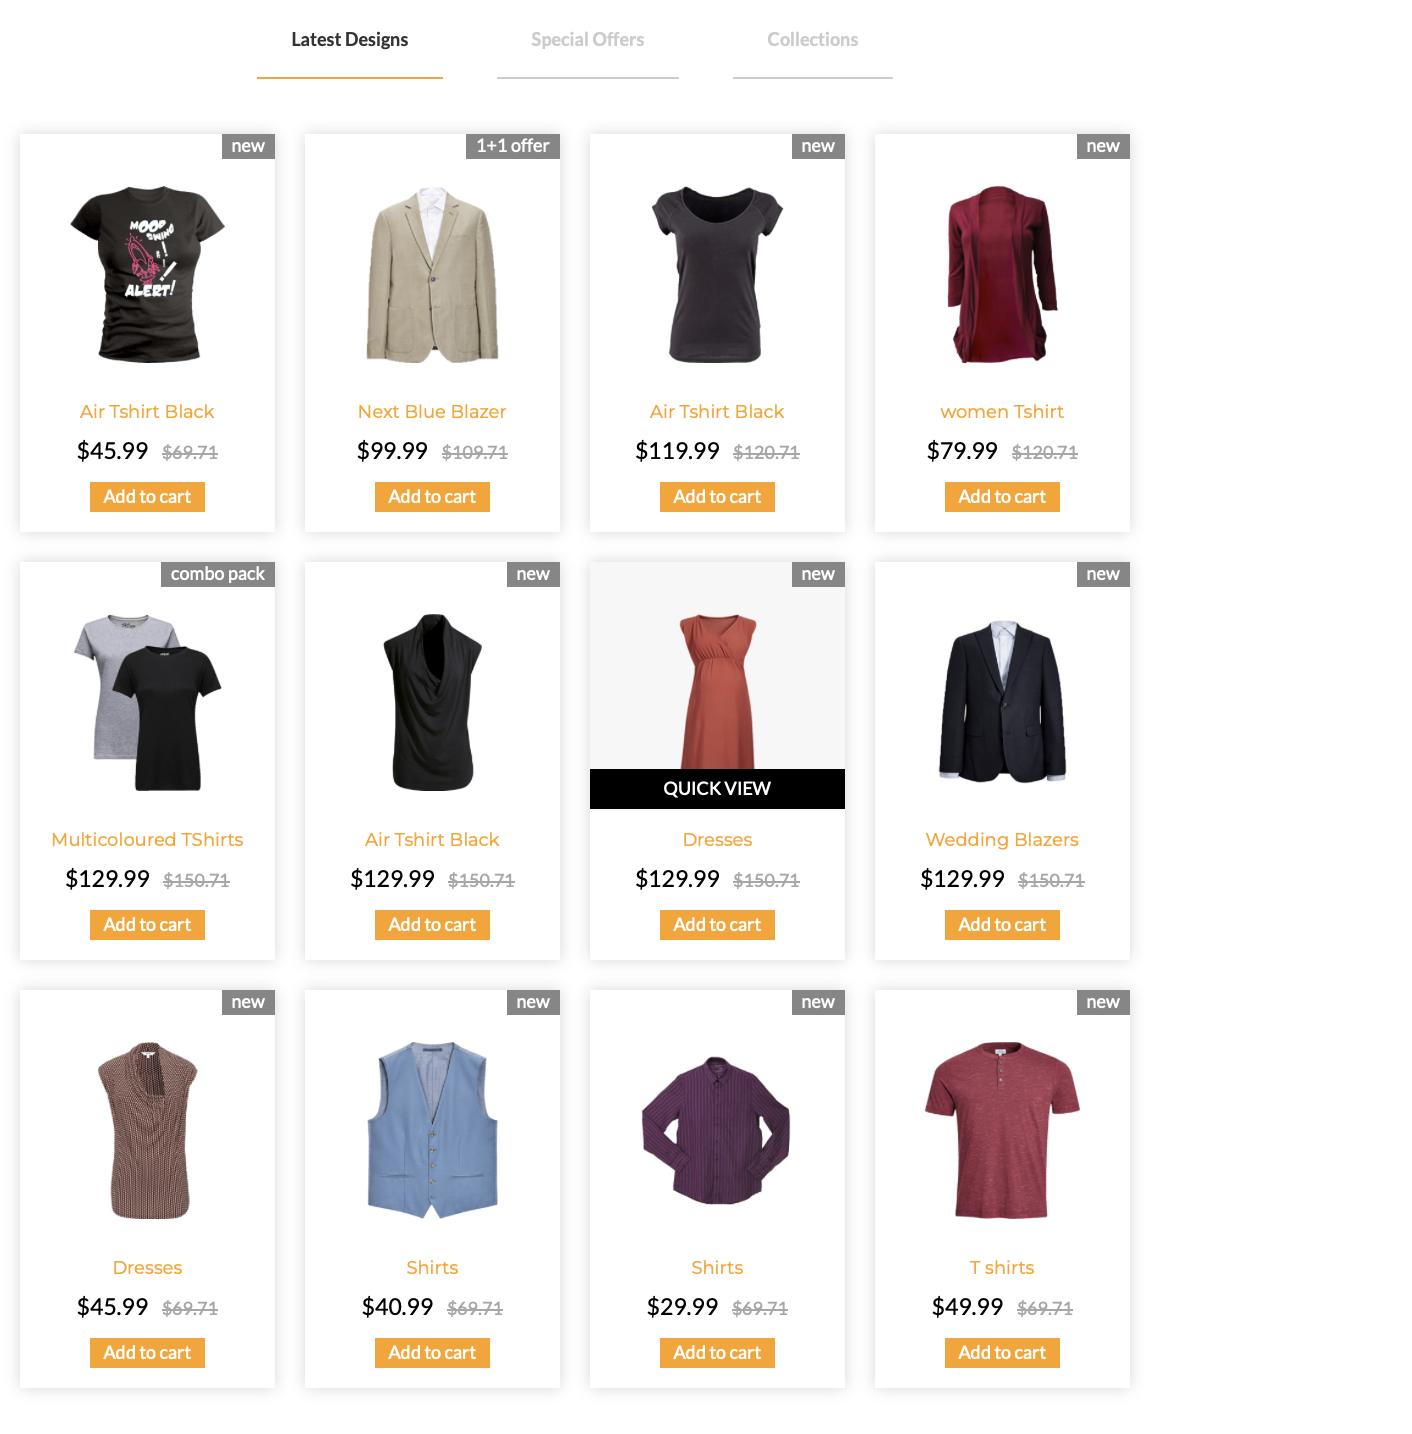 Latest Designs Special Offers Collections
new 1+1 offer new new
MOOD
SWING
ALERT!
Air Tshirt Black Next Blue Blazer Air Tshirt Black women Tshirt
$45.99 $69.71 $99.99 $109.71 $119.99 $120.71 $79.99 $120.71
Add to cart Add to cart Add to cart Add to cart
combo pack new new new
QUICK VIEW
Multicoloured TShirts Air Tshirt Black Dresses Wedding Blazers
$129.99 $150.71 $129.99 $150.71 $129.99 $150.71 $129.99 $150.71
Add to cart Add to cart Add to cart Add to cart
new new new new
Dresses Shirts Shirts T shirts
$45.99 $69.71 $40.99 $69.71 $29.99 $69.71 $49.99 $69.71
Add to cart Add to cart Add to cart Add to cart